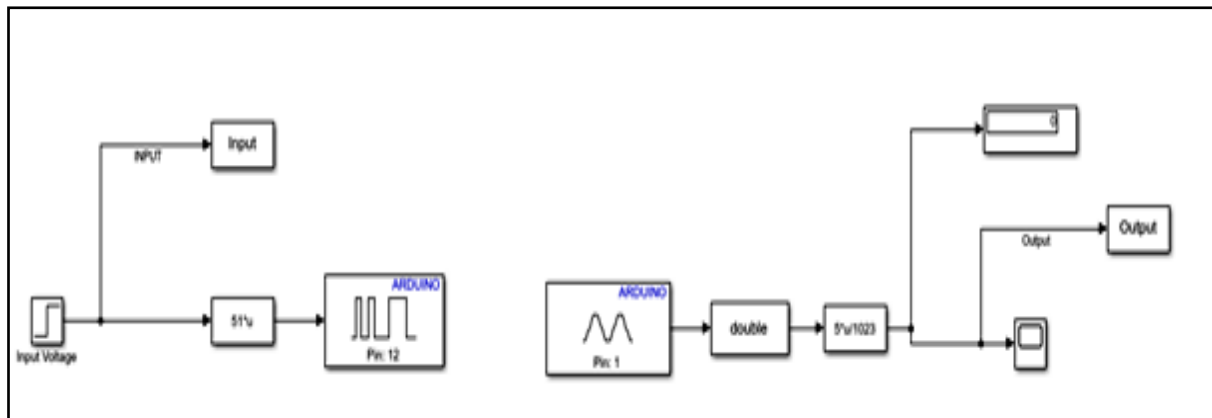 Input
INPUT
Input Voltage
51*u
ARDUINO
Pin: 12
ARDUINO
Pin: 1
double
5*u/1023
0
Output
Output